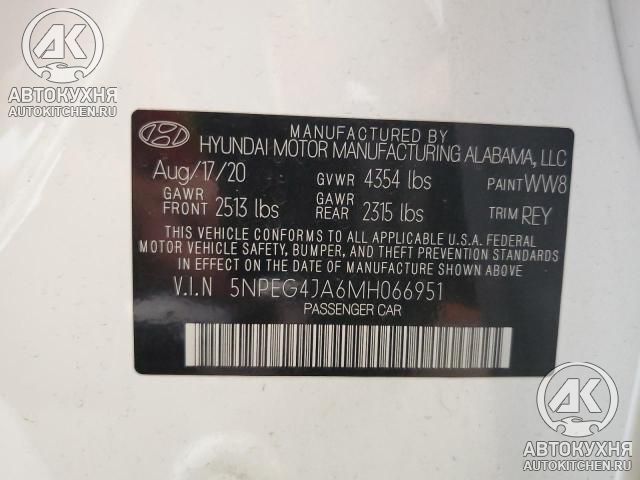 AK
АВТОКУХНЯ
AUTOKITCHEN.RU
MANUFACTURED BY
HYUNDAI MOTOR MANUFACTURING ALABAMA, LLC
Aug/17/20 GVWR 4354 lbs PAINT WW8
GAWR FRONT 2513 lbs GAWR REAR 2315 lbs TRIM REY
THIS VEHICLE CONFORMS TO ALL APPLICABLE U.S.A. FEDERAL
MOTOR VEHICLE SAFETY, BUMPER, AND THEFT PREVENTION
STANDARDS IN EFFECT ON THE DATE OF MANUFACTURE SHOWN ABOVE.
V.I.N 5NPEG4JA6MH066951
PASSENGER CAR
AK
АВТОКУХНЯ
AUTOKITCHEN.RU